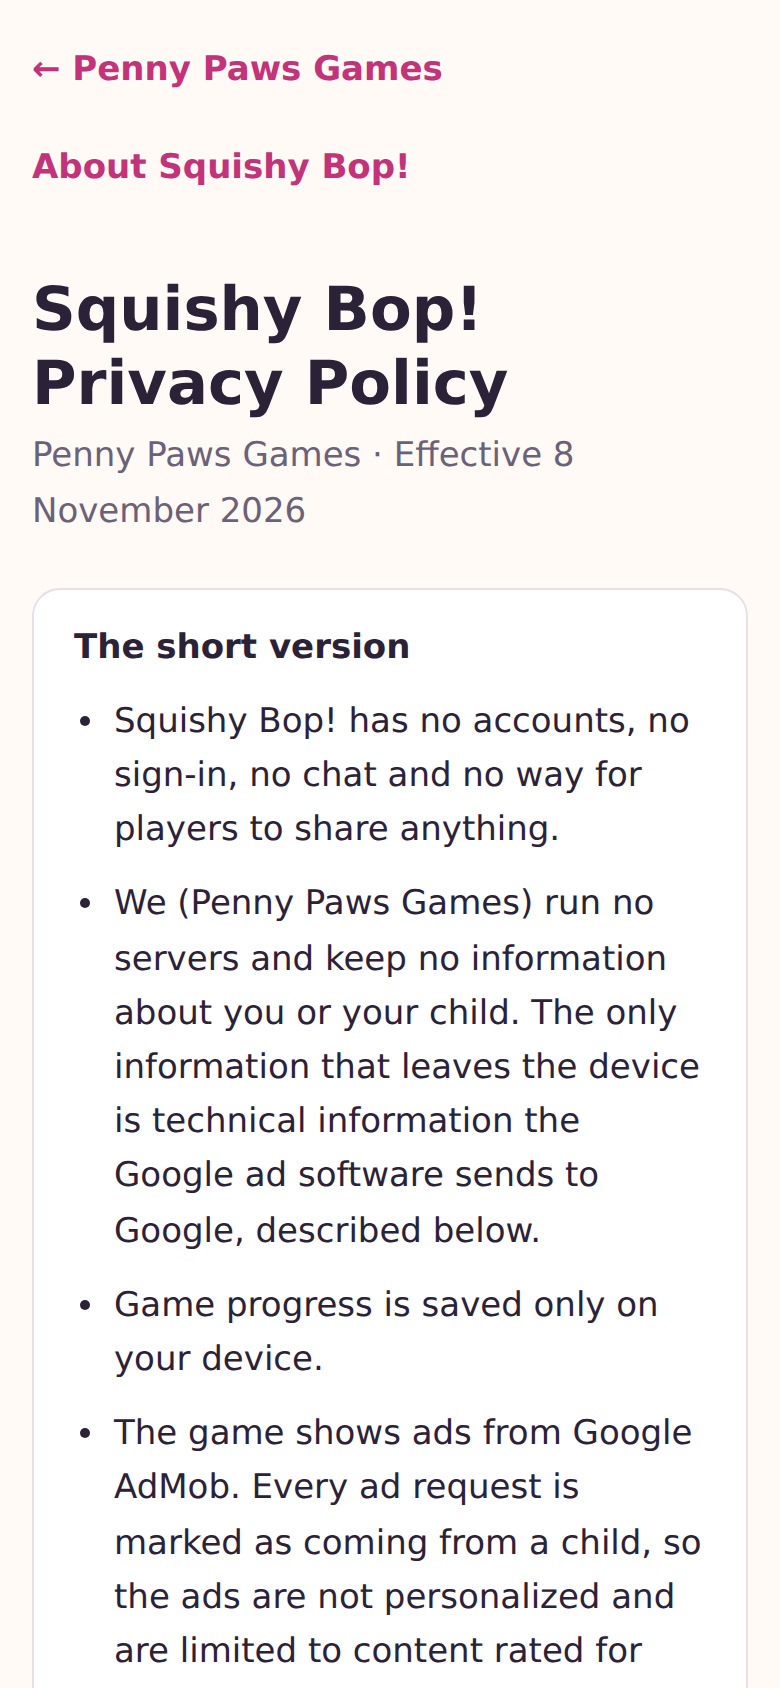 ← Penny Paws Games
About Squishy Bop!
Squishy Bop!
Privacy Policy
Penny Paws Games · Effective 8
November 2026
The short version
• Squishy Bop! has no accounts, no
sign-in, no chat and no way for
players to share anything.
• We (Penny Paws Games) run no
servers and keep no information
about you or your child. The only
information that leaves the device
is technical information the
Google ad software sends to
Google, described below.
• Game progress is saved only on
your device.
• The game shows ads from Google
AdMob. Every ad request is
marked as coming from a child, so
the ads are not personalized and
are limited to content rated for